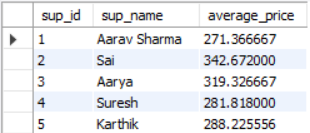 sup_id sup_name average_price
1 Aarav Sharma 271.366667
2 Sai 342.672000
3 Aarya 319.326667
4 Suresh 281.818000
5 Karthik 288.225556